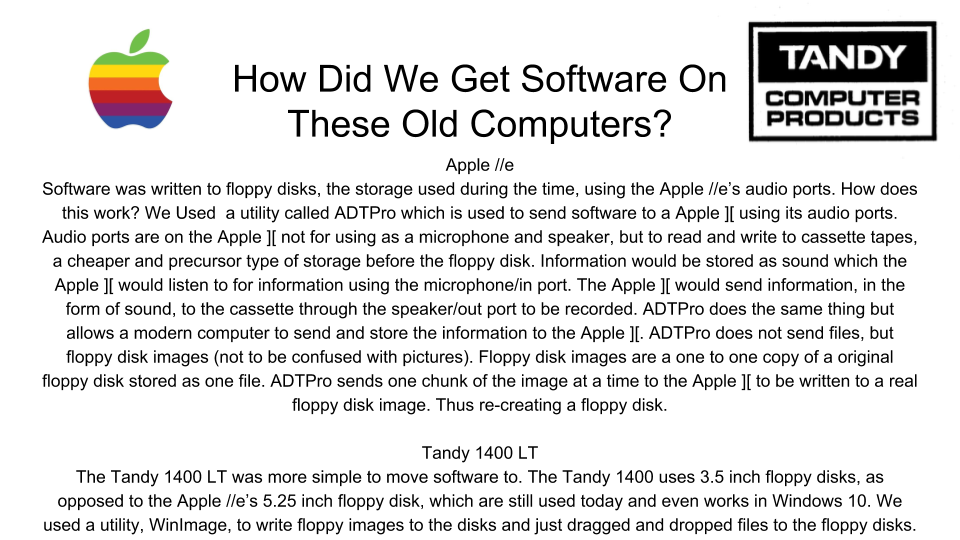 How Did We Get Software On
These Old Computers?
TANDY
COMPUTER
PRODUCTS
Apple //e
Software was written to floppy disks, the storage used during the time, using the Apple //e's audio ports. How does
this work? We Used  a utility called ADTPro which is used to send software to a Apple ][ using its audio ports.
Audio ports are on the Apple ][ not for using as a microphone and speaker, but to read and write to cassette tapes,
a cheaper and precursor type of storage before the floppy disk. Information would be stored as sound which the
Apple ][ would listen to for information using the microphone/in port. The Apple ][ would send information, in the
form of sound, to the cassette through the speaker/out port to be recorded. ADTPro does the same thing but
allows a modern computer to send and store the information to the Apple ][. ADTPro does not send files, but
floppy disk images (not to be confused with pictures). Floppy disk images are a one to one copy of a original
floppy disk stored as one file. ADTPro sends one chunk of the image at a time to the Apple ][ to be written to a real
floppy disk image. Thus re-creating a floppy disk.
Tandy 1400 LT
The Tandy 1400 LT was more simple to move software to. The Tandy 1400 uses 3.5 inch floppy disks, as
opposed to the Apple //e's 5.25 inch floppy disk, which are still used today and even works in Windows 10. We
used a utility, WinImage, to write floppy images to the disks and just dragged and dropped files to the floppy disks.